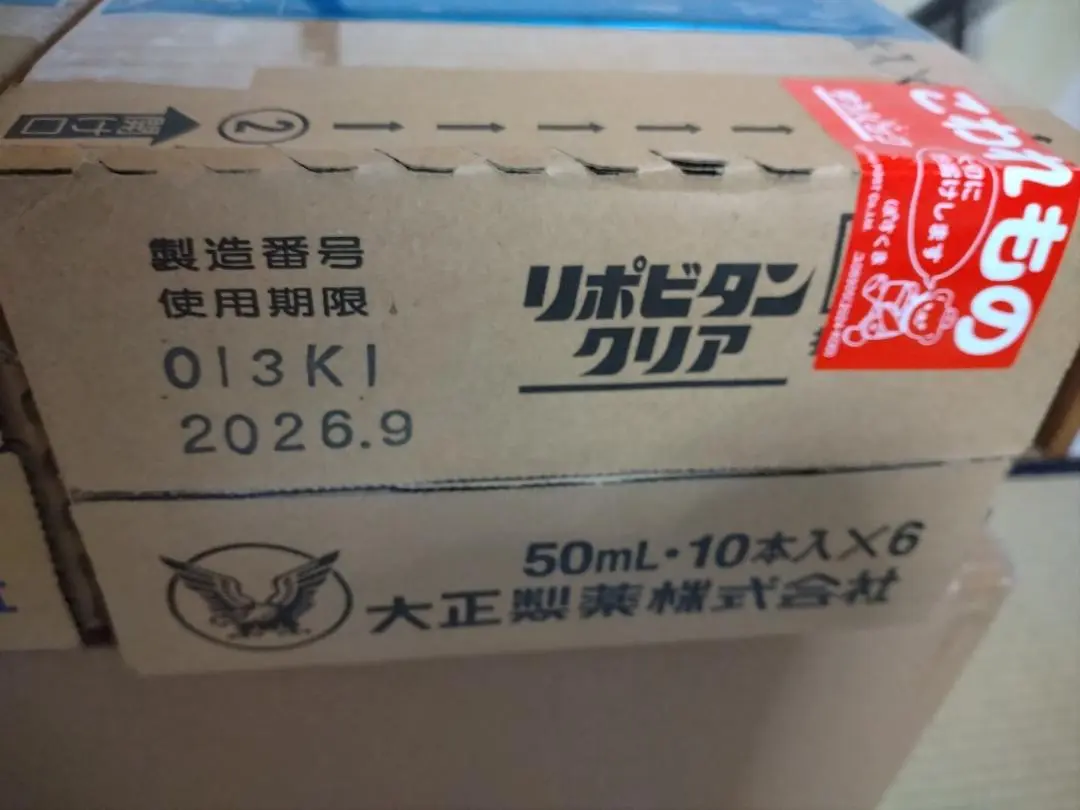 開け口
②
製造番号
使用期限
013K1
2026.9
リポビタン
クリア
こわれもの
50mL・10本入×6
大正製薬株式会社